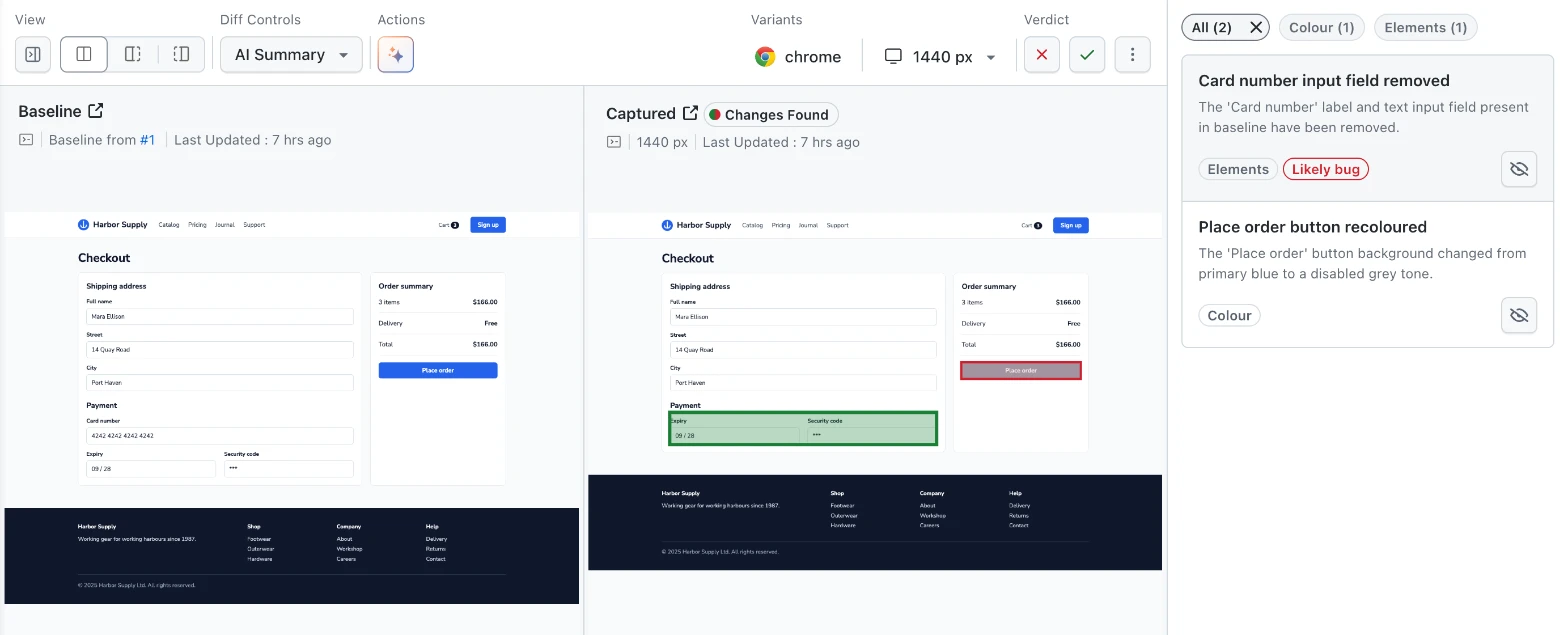 View
Diff Controls
Actions
Variants
Verdict
AI Summary
chrome
1440 px
Baseline
Baseline from #1
Last Updated : 7 hrs ago
Harbor Supply
Catalog
Pricing
Journal
Support
Cart 3
Sign up
Checkout
Shipping address
Full name
Mara Ellison
Street
14 Quay Road
City
Port Haven
Payment
Card number
4242 4242 4242 4242
Expiry
Security code
09 / 28
•••
Order summary
3 items
$166.00
Delivery
Free
Total
$166.00
Place order
Harbor Supply
Working gear for working harbours since 1987.
Shop
Footwear
Outerwear
Hardware
Company
About
Workshop
Careers
Help
Delivery
Returns
Contact
© 2025 Harbor Supply Ltd. All rights reserved.
Captured
Changes Found
1440 px
Last Updated : 7 hrs ago
Harbor Supply
Catalog
Pricing
Journal
Support
Cart 3
Sign up
Checkout
Shipping address
Full name
Mara Ellison
Street
14 Quay Road
City
Port Haven
Payment
Expiry
Security code
09 / 28
•••
Order summary
3 items
$166.00
Delivery
Free
Total
$166.00
Place order
Harbor Supply
Working gear for working harbours since 1987.
Shop
Footwear
Outerwear
Hardware
Company
About
Workshop
Careers
Help
Delivery
Returns
Contact
© 2025 Harbor Supply Ltd. All rights reserved.
All (2)
Colour (1)
Elements (1)
Card number input field removed
The 'Card number' label and text input field present
in baseline have been removed.
Elements
Likely bug
Place order button recoloured
The 'Place order' button background changed from
primary blue to a disabled grey tone.
Colour